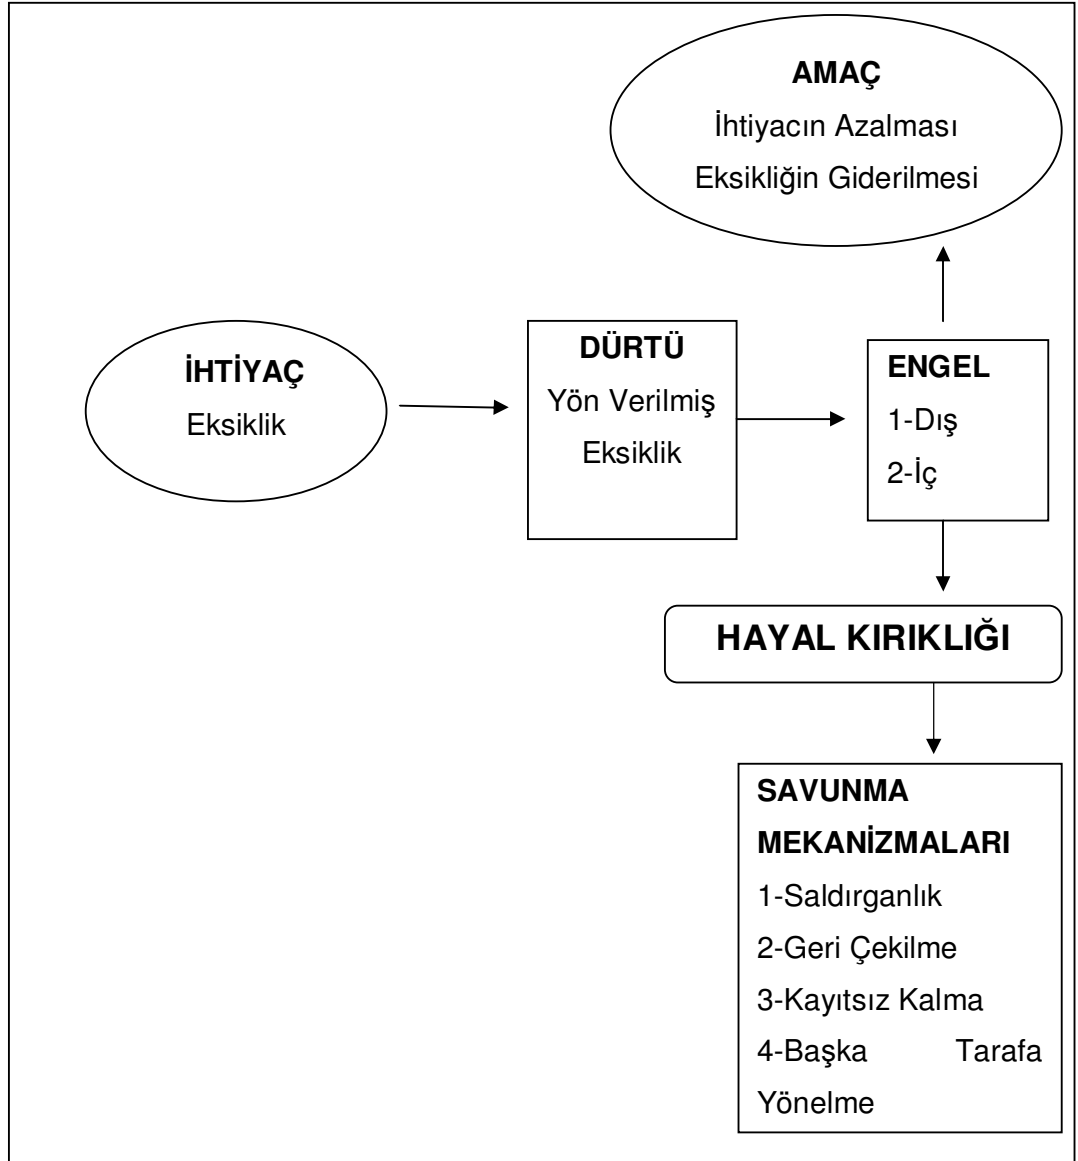 AMAÇ
İhtiyacın Azalması
Eksikliğin Giderilmesi
İHTİYAÇ
Eksiklik
DÜRTÜ
Yön Verilmiş
Eksiklik
ENGEL
1-Dış
2-İç
HAYAL KIRIKLIĞI
SAVUNMA
MEKANİZMALARI
1-Saldırganlık
2-Geri Çekilme
3-Kayıtsız Kalma
4-Başka Tarafa
Yönelme